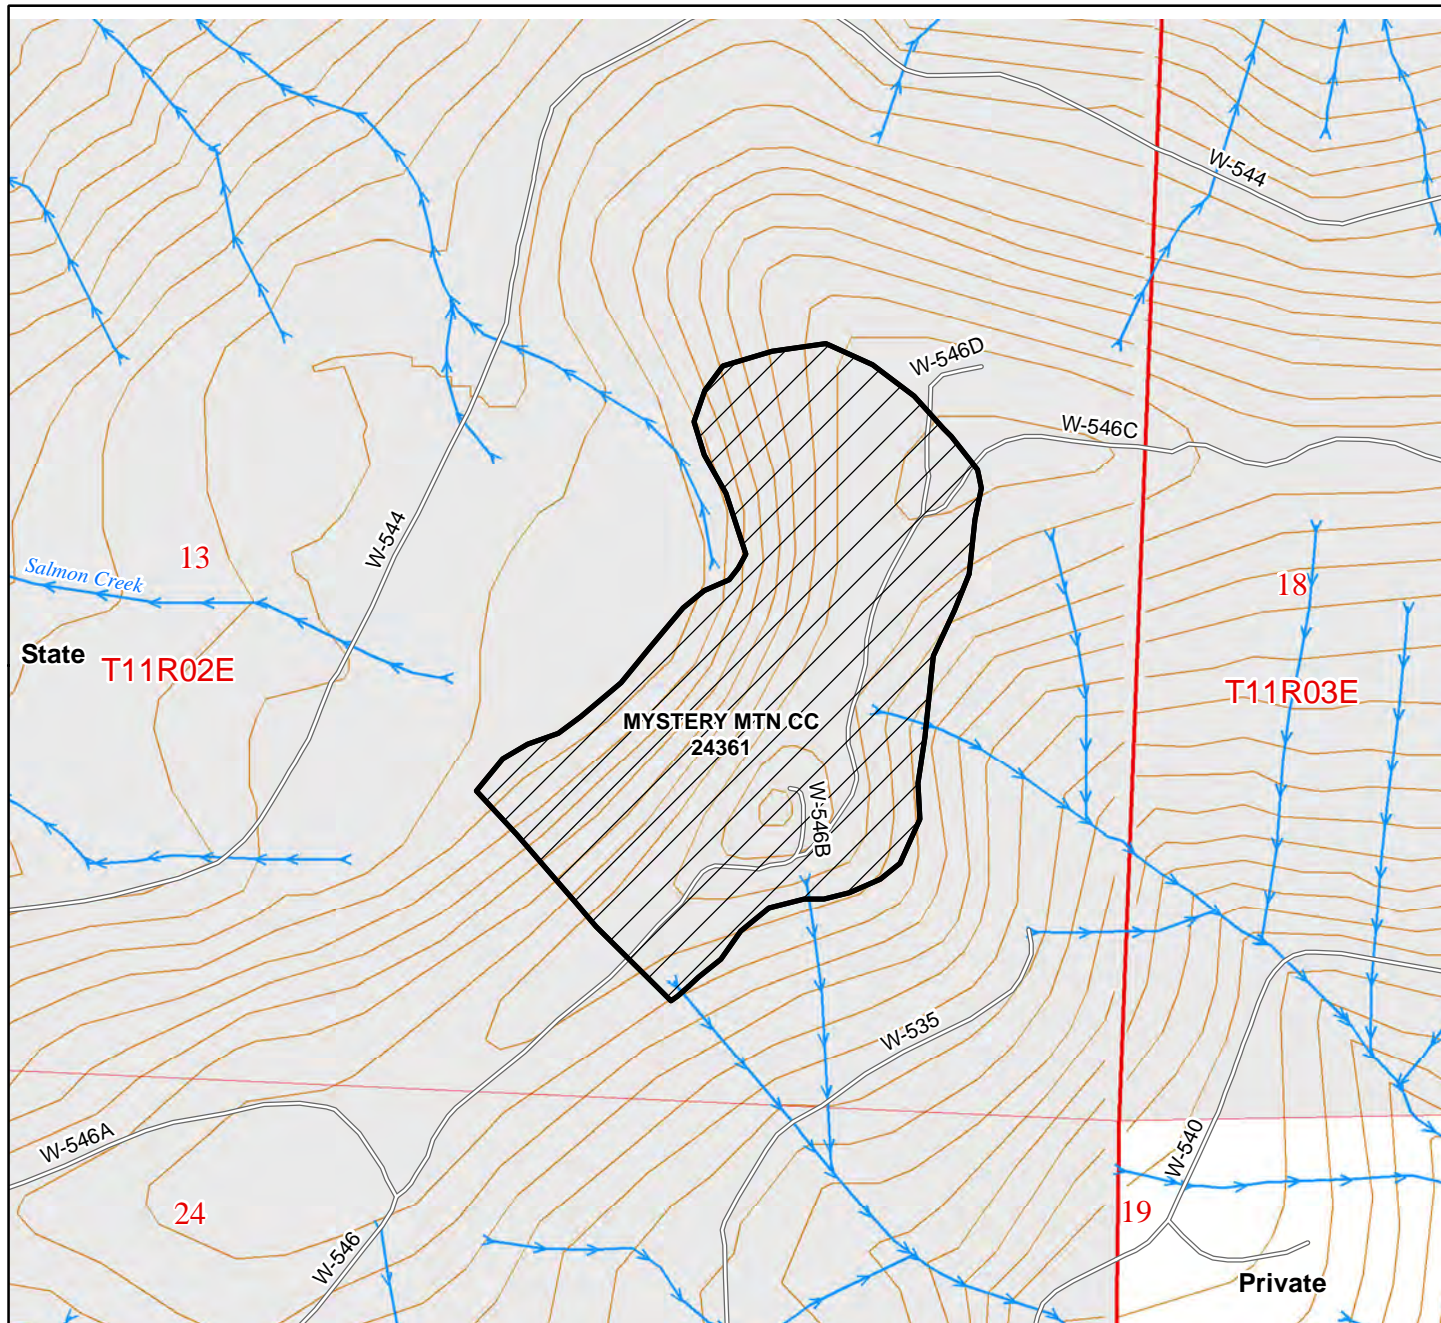 W-544
W-546D
W-546C
W-544
13
Salmon Creek
18
State
T11R02E
T11R03E
MYSTERY MTN CC
24361
W-546B
W-535
W-546A
W-540
24
19
W-546
Private